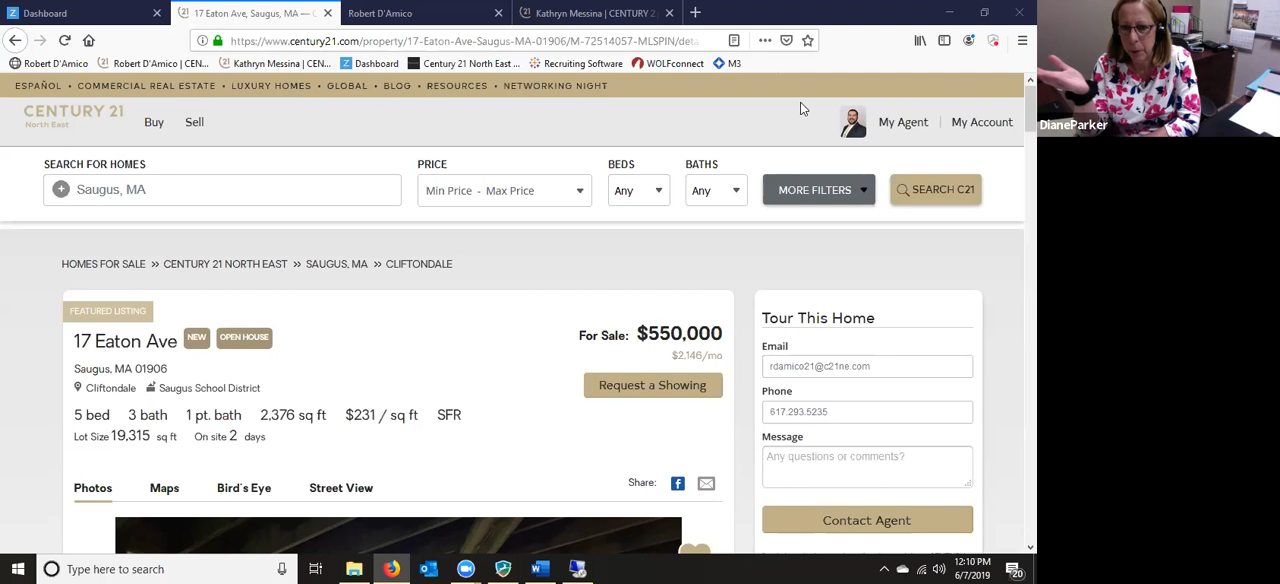 Dashboard
17 Eaton Ave, Saugus, MA — C
Robert D'Amico
Kathryn Messina | CENTURY 2
https://www.century21.com/property/17-Eaton-Ave-Saugus-MA-01906/M-72514057-MLSPIN/deta
Robert D'Amico
Robert D'Amico | CEN...
Kathryn Messina | CEN...
Dashboard
Century 21 North East ...
Recruiting Software
WOLFconnect
M3
DianeParker
ESPAÑOL • COMMERCIAL REAL ESTATE • LUXURY HOMES • GLOBAL • BLOG • RESOURCES • NETWORKING NIGHT
CENTURY 21
North East
Buy
Sell
My Agent
My Account
SEARCH FOR HOMES
PRICE
BEDS
BATHS
Saugus, MA
Min Price - Max Price
Any
Any
MORE FILTERS
SEARCH C21
HOMES FOR SALE » CENTURY 21 NORTH EAST » SAUGUS, MA » CLIFTONDALE
FEATURED LISTING
17 Eaton Ave
NEW
OPEN HOUSE
For Sale: $550,000
$2,146/mo
Saugus, MA 01906
Request a Showing
Cliftondale
Saugus School District
5 bed 3 bath 1 pt. bath 2,376 sq ft $231 / sq ft SFR
Lot Size 19,315 sq ft On site 2 days
Photos
Maps
Bird's Eye
Street View
Share:
Tour This Home
Email
rdamico21@c21ne.com
Phone
617.293.5235
Message
Any questions or comments?
Contact Agent
Type here to search
12:10 PM
6/7/2019
20